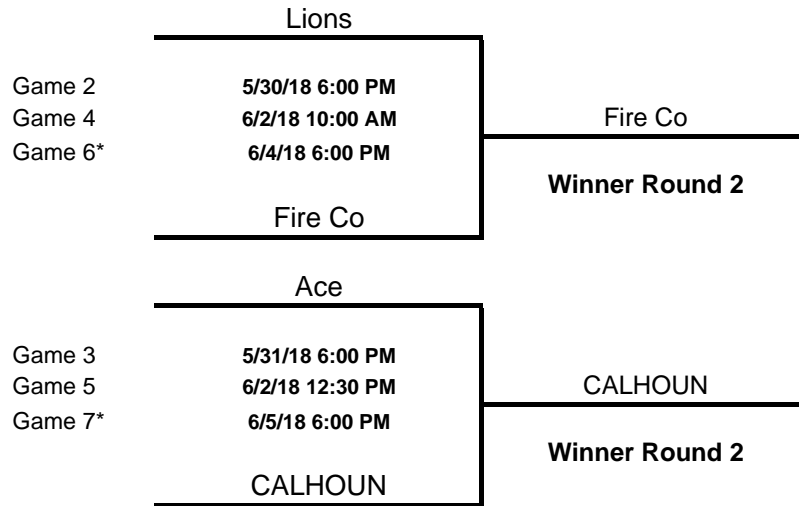 Lions
Game 2 5/30/18 6:00 PM
Game 4 6/2/18 10:00 AM Fire Co
Game 6* 6/4/18 6:00 PM
Winner Round 2
Fire Co
Ace
Game 3 5/31/18 6:00 PM
Game 5 6/2/18 12:30 PM CALHOUN
Game 7* 6/5/18 6:00 PM
Winner Round 2
CALHOUN